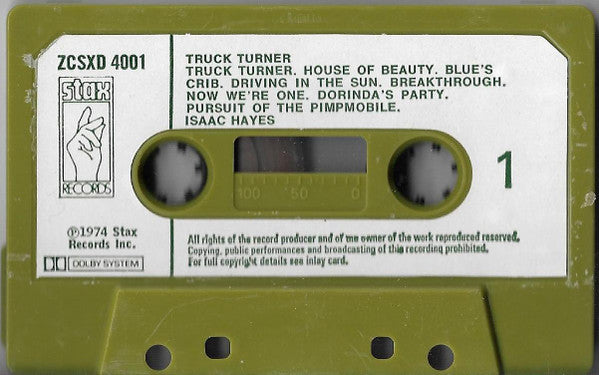 ZCSXD 4001
TRUCK TURNER
TRUCK TURNER. HOUSE OF BEAUTY. BLUE'S
CRIB. DRIVING IN THE SUN. BREAKTHROUGH.
NOW WE'RE ONE. DORINDA'S PARTY.
PURSUIT OF THE PIMPMOBILE.
ISAAC HAYES
stax
RECORDS
100 50 0
1
℗1974 Stax
Records Inc.
DOLBY SYSTEM
All rights of the record producer and of the owner of the work reproduced reserved.
Copying, public performances and broadcasting of this recording prohibited.
For full copyright details see inlay card.